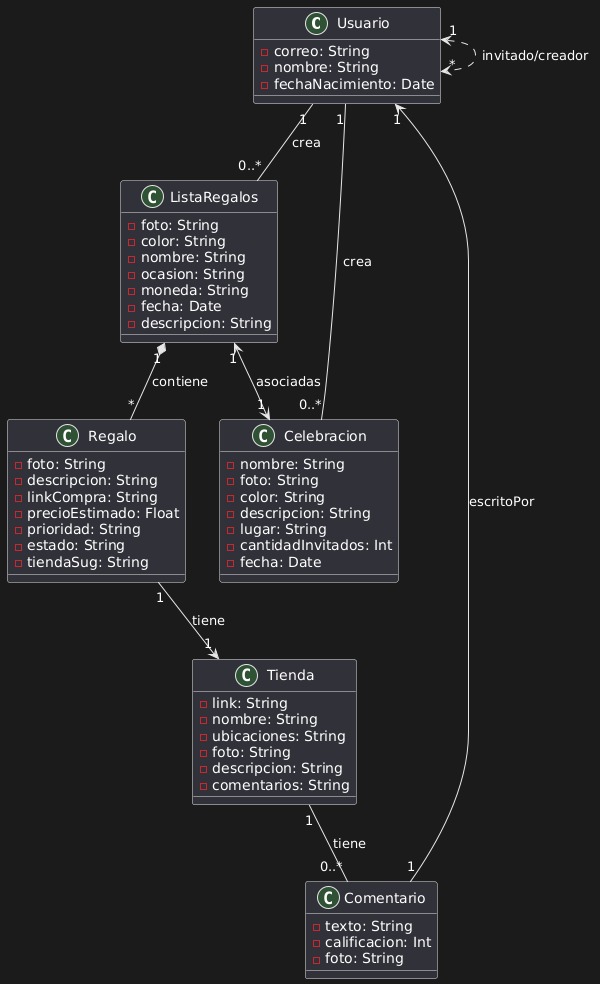 C Usuario
correo: String
nombre: String
fechaNacimiento: Date
1
*
invitado/creador
1
1
1
crea
0..*
C ListaRegalos
foto: String
color: String
nombre: String
ocasion: String
moneda: String
fecha: Date
descripcion: String
crea
1
1
contiene
asociadas
*
1
0..*
C Regalo
foto: String
descripcion: String
linkCompra: String
precioEstimado: Float
prioridad: String
estado: String
tiendaSug: String
C Celebracion
nombre: String
foto: String
color: String
descripcion: String
lugar: String
cantidadInvitados: Int
fecha: Date
escritoPor
1
tiene
1
C Tienda
link: String
nombre: String
ubicaciones: String
foto: String
descripcion: String
comentarios: String
1
tiene
0..*
1
C Comentario
texto: String
calificacion: Int
foto: String